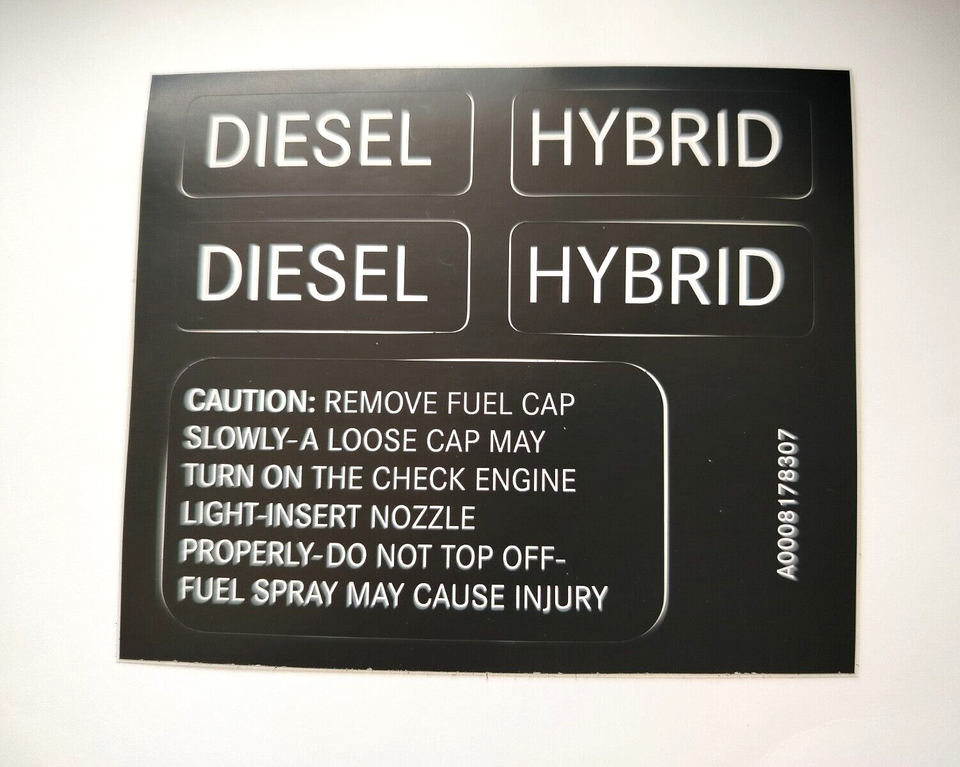 DIESEL HYBRID
DIESEL HYBRID
CAUTION: REMOVE FUEL CAP
SLOWLY-A LOOSE CAP MAY
TURN ON THE CHECK ENGINE
LIGHT-INSERT NOZZLE
PROPERLY-DO NOT TOP OFF-
FUEL SPRAY MAY CAUSE INJURY
A0008178307